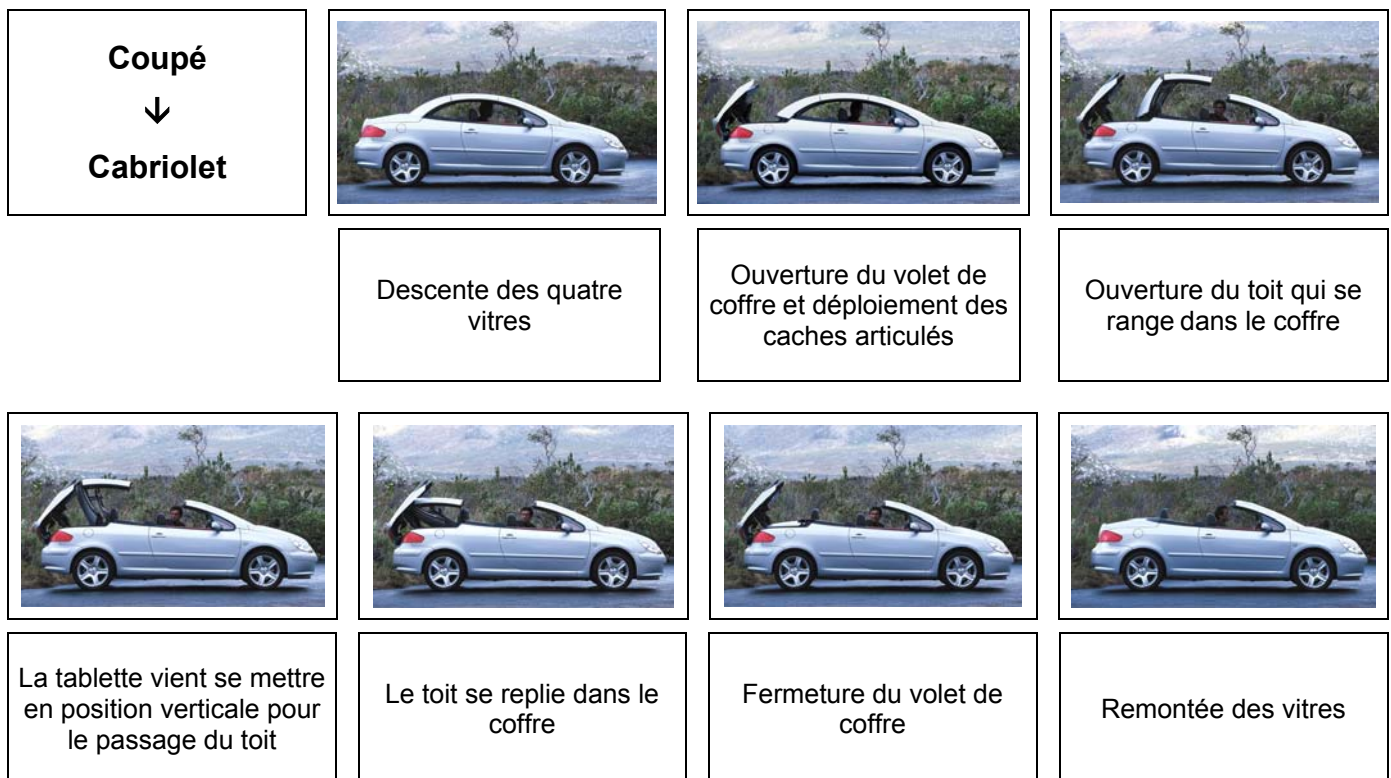 Coupé
↓
Cabriolet
Descente des quatre
vitres
Ouverture du volet de
coffre et déploiement des
caches articulés
Ouverture du toit qui se
range dans le coffre
La tablette vient se mettre
en position verticale pour
le passage du toit
Le toit se replie dans le
coffre
Fermeture du volet de
coffre
Remontée des vitres